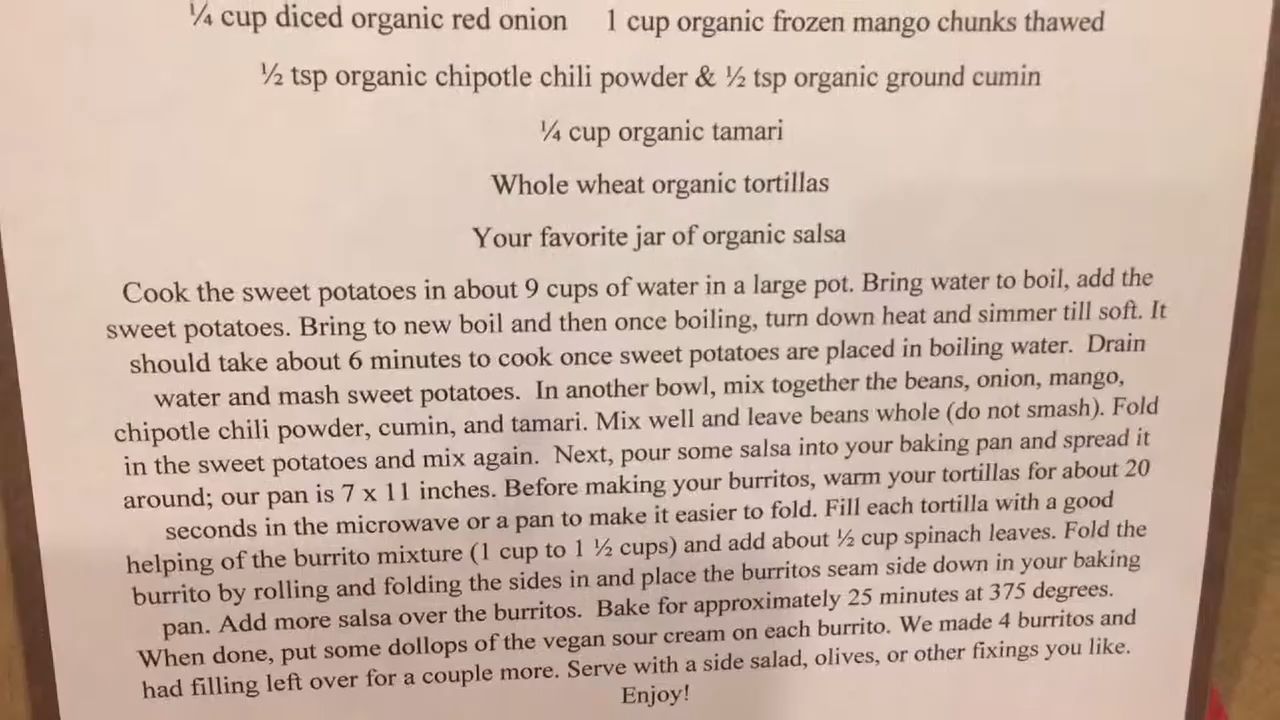 ¼ cup diced organic red onion 1 cup organic frozen mango chunks thawed
½ tsp organic chipotle chili powder & ½ tsp organic ground cumin
¼ cup organic tamari
Whole wheat organic tortillas
Your favorite jar of organic salsa
Cook the sweet potatoes in about 9 cups of water in a large pot. Bring water to boil, add the
sweet potatoes. Bring to new boil and then once boiling, turn down heat and simmer till soft. It
should take about 6 minutes to cook once sweet potatoes are placed in boiling water. Drain
water and mash sweet potatoes. In another bowl, mix together the beans, onion, mango,
chipotle chili powder, cumin, and tamari. Mix well and leave beans whole (do not smash). Fold
in the sweet potatoes and mix again. Next, pour some salsa into your baking pan and spread it
around; our pan is 7 x 11 inches. Before making your burritos, warm your tortillas for about 20
seconds in the microwave or a pan to make it easier to fold. Fill each tortilla with a good
helping of the burrito mixture (1 cup to 1 ½ cups) and add about ½ cup spinach leaves. Fold the
burrito by rolling and folding the sides in and place the burritos seam side down in your baking
pan. Add more salsa over the burritos. Bake for approximately 25 minutes at 375 degrees.
When done, put some dollops of the vegan sour cream on each burrito. We made 4 burritos and
had filling left over for a couple more. Serve with a side salad, olives, or other fixings you like.
Enjoy!